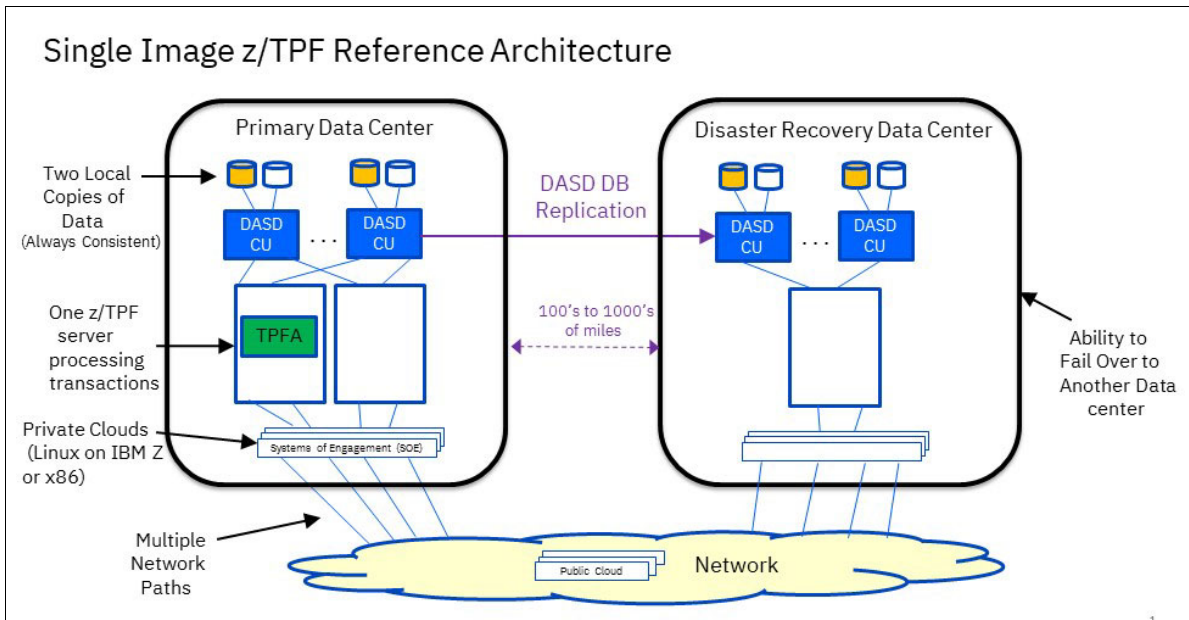 Single Image z/TPF Reference Architecture
Primary Data Center
Disaster Recovery Data Center
Two Local
Copies of
Data
(Always Consistent)
DASD
CU
. . .
DASD
CU
DASD DB
Replication
DASD
CU
. . .
DASD
CU
One z/TPF
server
processing
transactions
TPFA
100's to 1000's
of miles
Ability to
Fail Over to
Another Data
center
Private Clouds
(Linux on IBM Z
or x86)
Systems of Engagement (SOE)
Multiple
Network
Paths
Public Cloud
Network
1